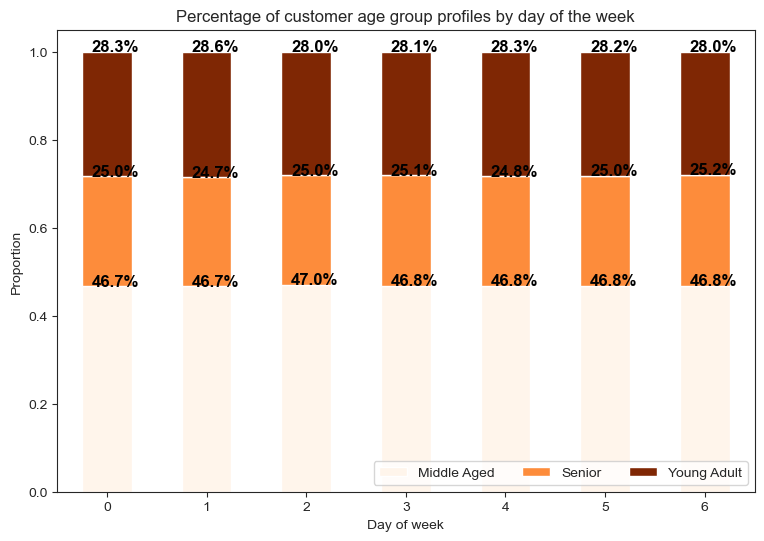 Percentage of customer age group profiles by day of the week
1.0
28.3% 28.6% 28.0% 28.1% 28.3% 28.2% 28.0%
0.8
25.0% 24.7% 25.0% 25.1% 24.8% 25.0% 25.2%
0.6
Proportion
46.7% 46.7% 47.0% 46.8% 46.8% 46.8% 46.8%
0.4
0.2
Middle Aged Senior Young Adult
0.0
0 1 2 3 4 5 6
Day of week